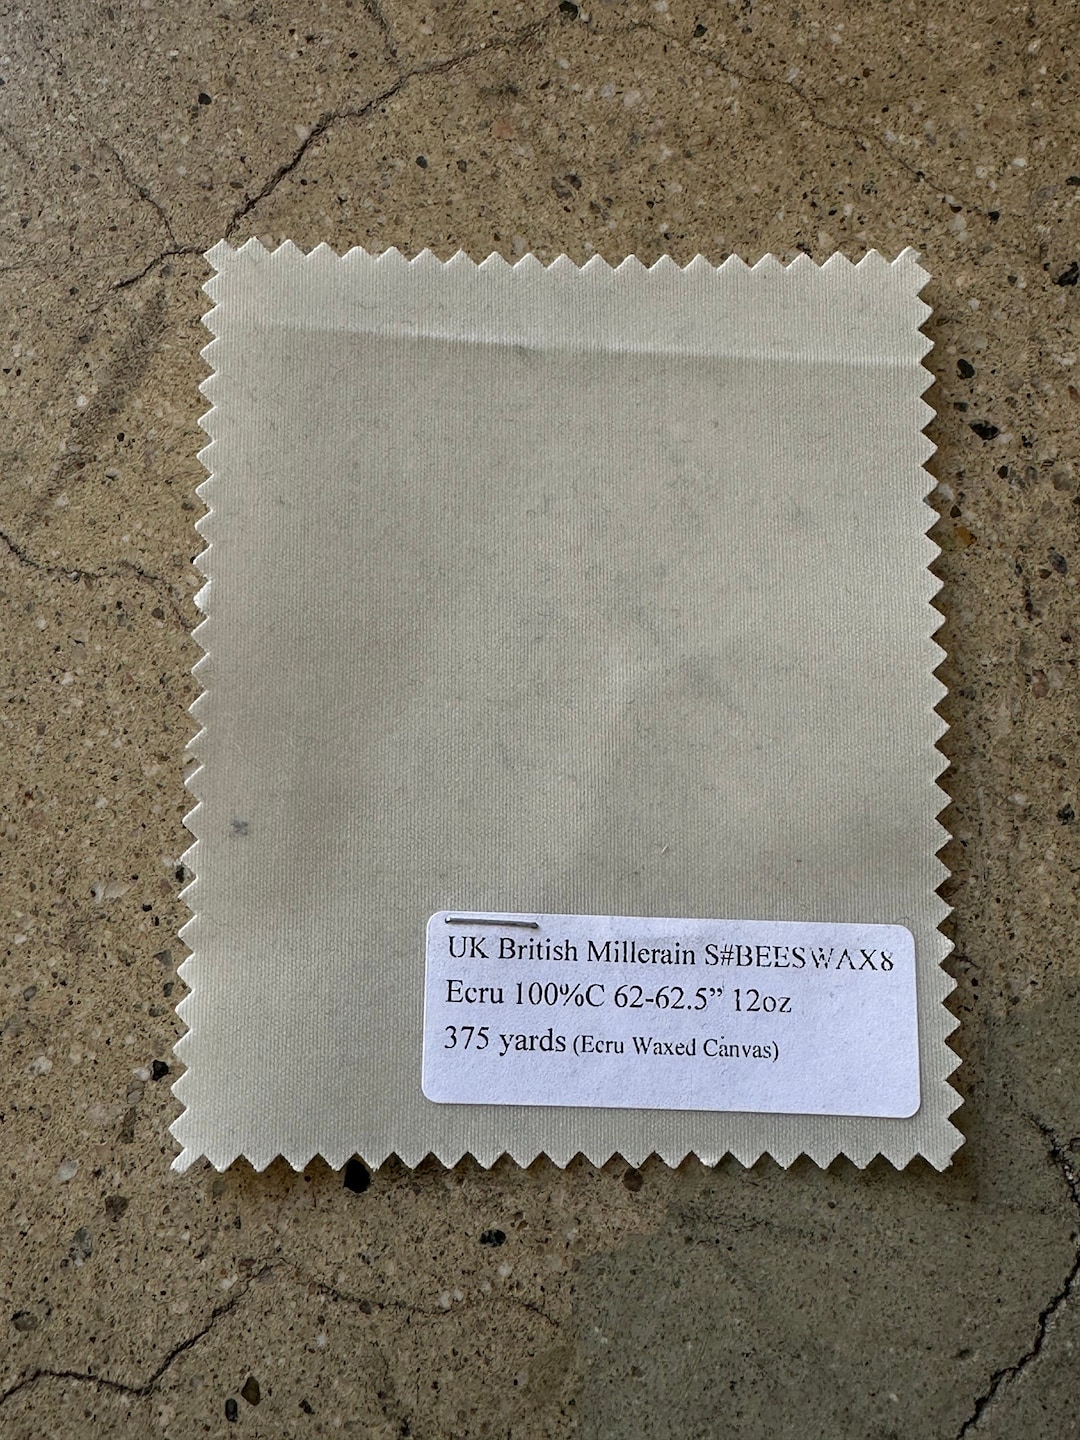 UK British Millerain S#BEESWAX8
Ecru 100%C 62-62.5” 12oz
375 yards (Ecru Waxed Canvas)